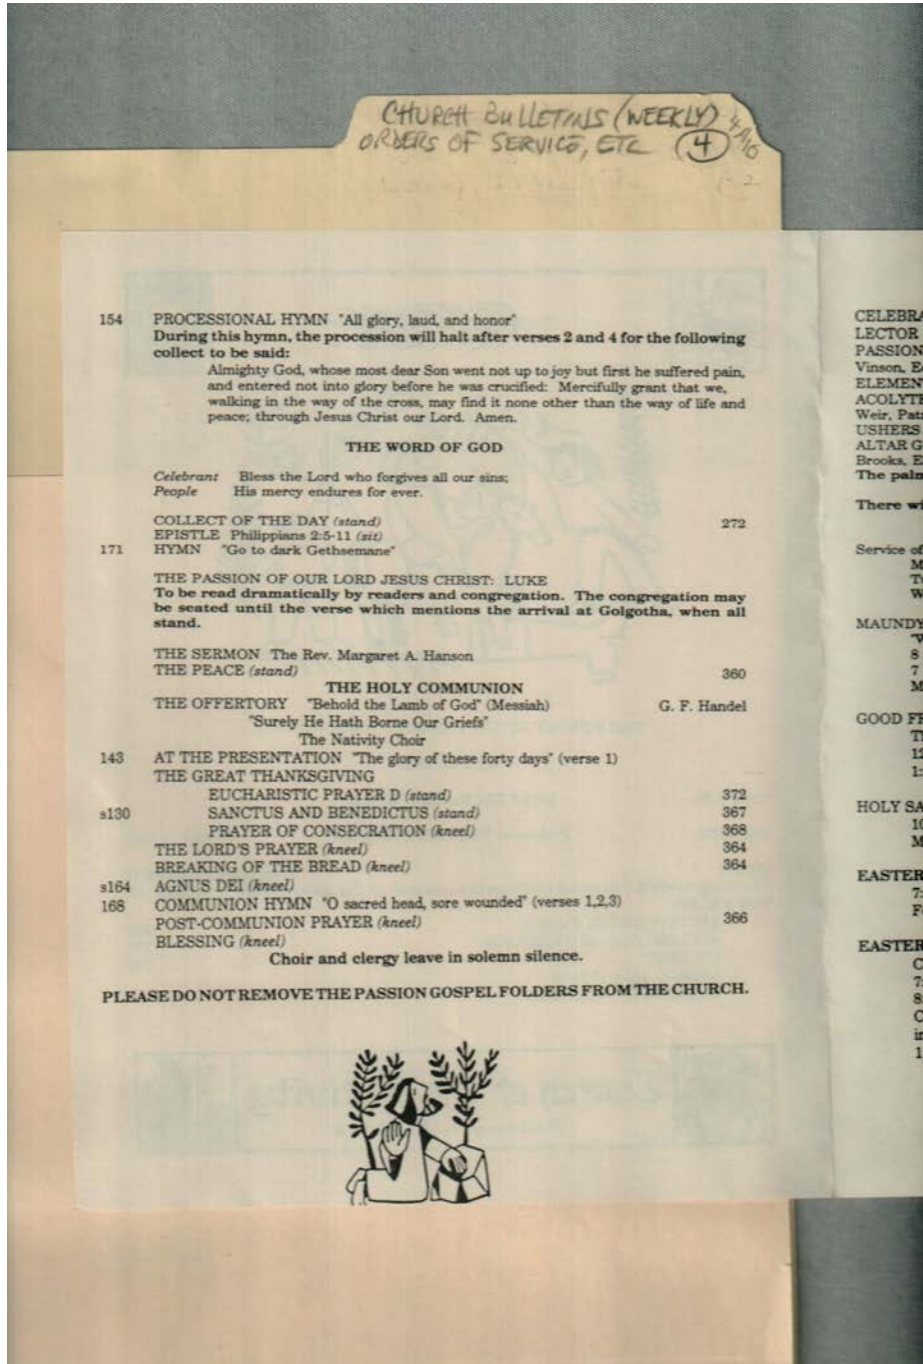 CHURCH BULLETINS (WEEKLY)
ORDERS OF SERVICE, ETC 4
154 PROCESSIONAL HYMN "All glory, laud, and honor"
During this hymn, the procession will halt after verses 2 and 4 for the following
collect to be said:
Almighty God, whose most dear Son went not up to joy but first he suffered pain,
and entered not into glory before he was crucified: Mercifully grant that we,
walking in the way of the cross, may find it none other than the way of life and
peace; through Jesus Christ our Lord. Amen.
THE WORD OF GOD
Celebrant Bless the Lord who forgives all our sins;
People His mercy endures for ever.
COLLECT OF THE DAY (stand) 272
EPISTLE Philippians 2:5-11 (sit)
171 HYMN "Go to dark Gethsemane"
THE PASSION OF OUR LORD JESUS CHRIST: LUKE
To be read dramatically by readers and congregation. The congregation may
be seated until the verse which mentions the arrival at Golgotha, when all
stand.
THE SERMON The Rev. Margaret A. Hanson
THE PEACE (stand) 360
THE HOLY COMMUNION
THE OFFERTORY "Behold the Lamb of God" (Messiah) G. F. Handel
"Surely He Hath Borne Our Griefs"
The Nativity Choir
143 AT THE PRESENTATION "The glory of these forty days" (verse 1)
THE GREAT THANKSGIVING
EUCHARISTIC PRAYER D (stand) 372
s130 SANCTUS AND BENEDICTUS (stand) 367
PRAYER OF CONSECRATION (kneel) 368
THE LORD'S PRAYER (kneel) 364
BREAKING OF THE BREAD (kneel) 364
s164 AGNUS DEI (kneel)
168 COMMUNION HYMN "O sacred head, sore wounded" (verses 1,2,3)
POST-COMMUNION PRAYER (kneel) 366
BLESSING (kneel)
Choir and clergy leave in solemn silence.
PLEASE DO NOT REMOVE THE PASSION GOSPEL FOLDERS FROM THE CHURCH.
LECTOR
PASSION
Vinson,
Weir,
USHERS
ALTAR
Brooks,
The palm
There
Service of
MAUNDY
8
7
GOOD
HOLY
EASTER
EASTER